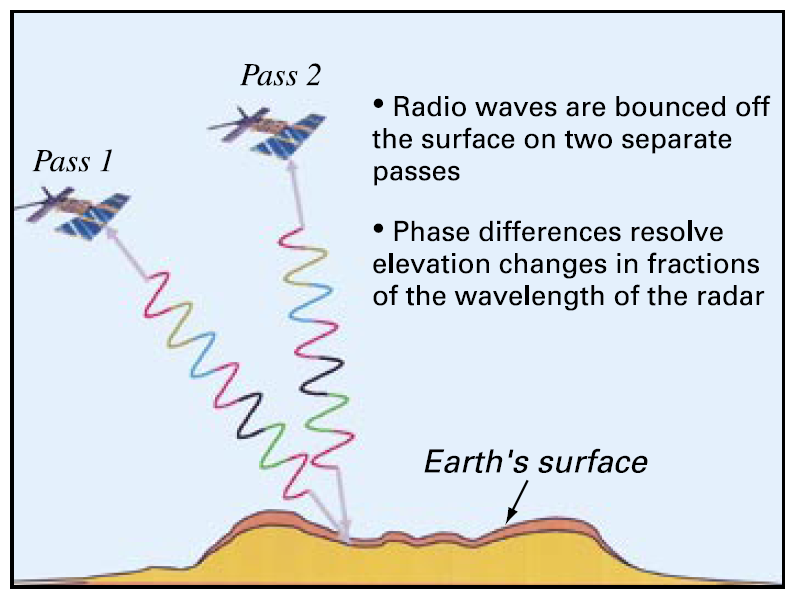 Pass 2
Pass 1
• Radio waves are bounced off
the surface on two separate
passes
• Phase differences resolve
elevation changes in fractions
of the wavelength of the radar
Earth's surface